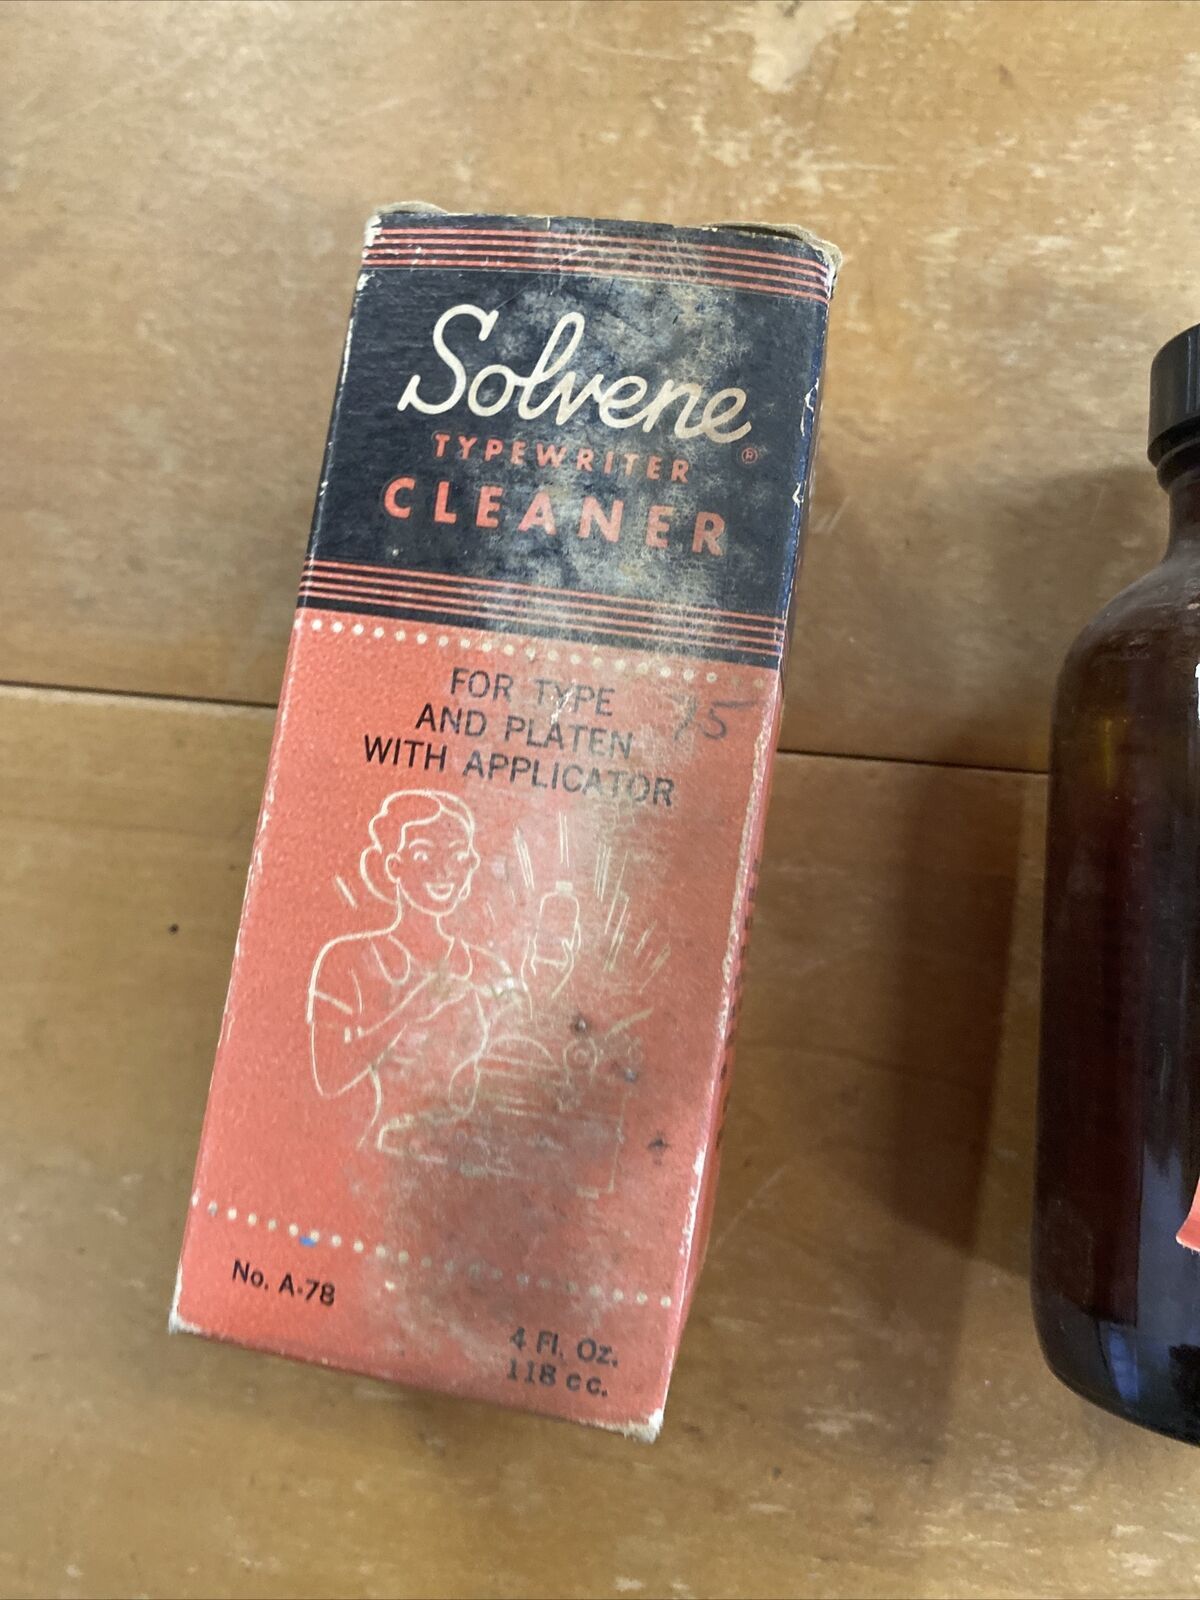 Solvene
®
TYPEWRITER
CLEANER
FOR TYPE
AND PLATEN
WITH APPLICATOR
75
No. A-78
4 Fl. Oz.
118 cc.